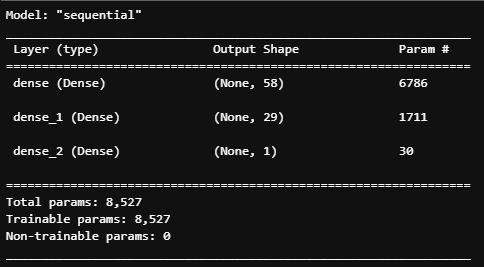 Model: "sequential"
Layer (type) Output Shape Param #
dense (Dense) (None, 58) 6786
dense_1 (Dense) (None, 29) 1711
dense_2 (Dense) (None, 1) 30
Total params: 8,527
Trainable params: 8,527
Non-trainable params: 0